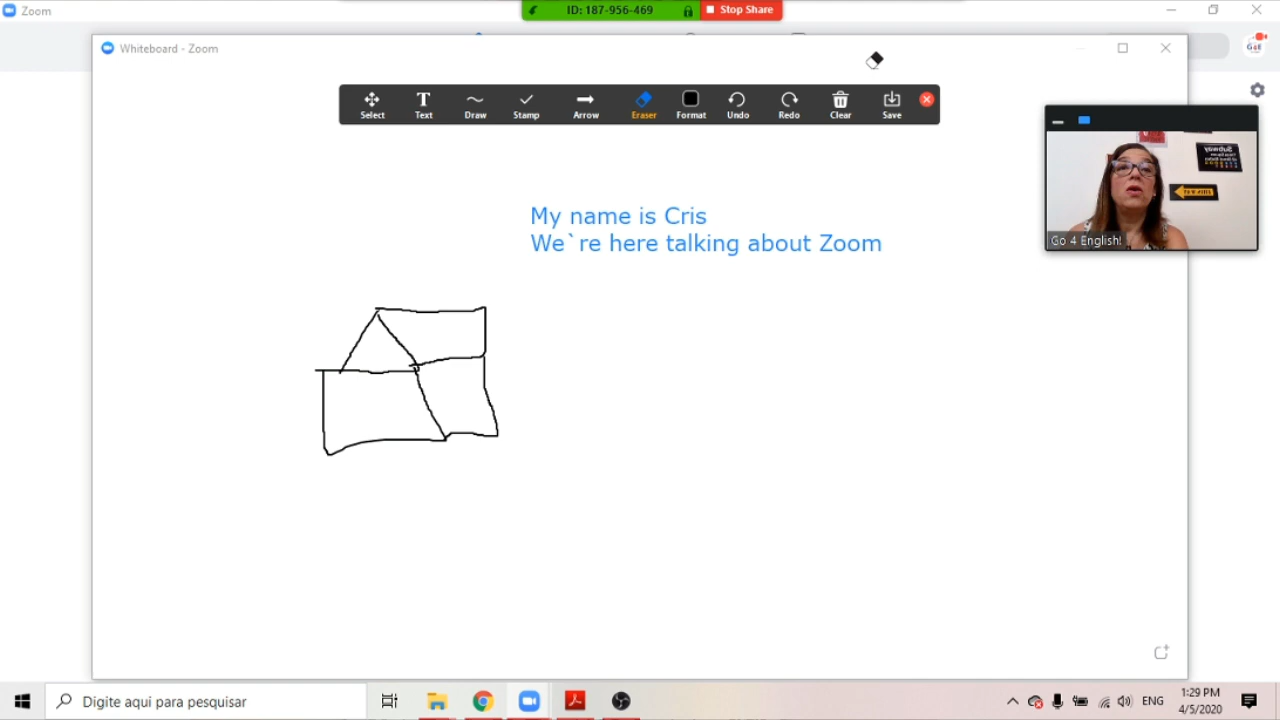 Zoom
ID: 187-956-469
Stop Share
Whiteboard - Zoom
Select
Text
Draw
Stamp
Arrow
Eraser
Format
Undo
Redo
Clear
Save
G4E
My name is Cris
We`re here talking about Zoom
Go 4 English!
Digite aqui para pesquisar
ENG
1:29 PM
4/5/2020